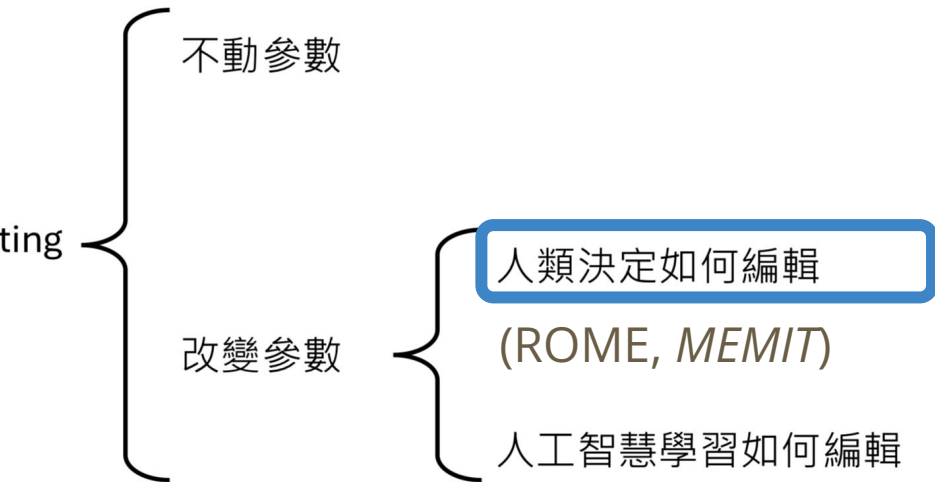 不動參數
ting
人類決定如何編輯
(ROME, MEMIT)
改變參數
人工智慧學習如何編輯